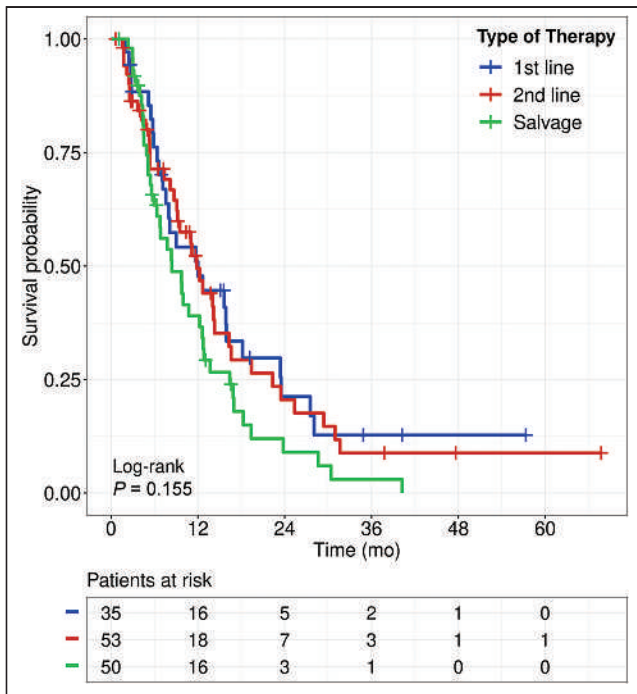 Type of Therapy
1st line
2nd line
Salvage
1.00
0.75
0.50
0.25
0.00
Survival probability
Log-rank
P = 0.155
0 12 24 36 48 60
Time (mo)
Patients at risk
35 16 5 2 1 0
53 18 7 3 1 1
50 16 3 1 0 0